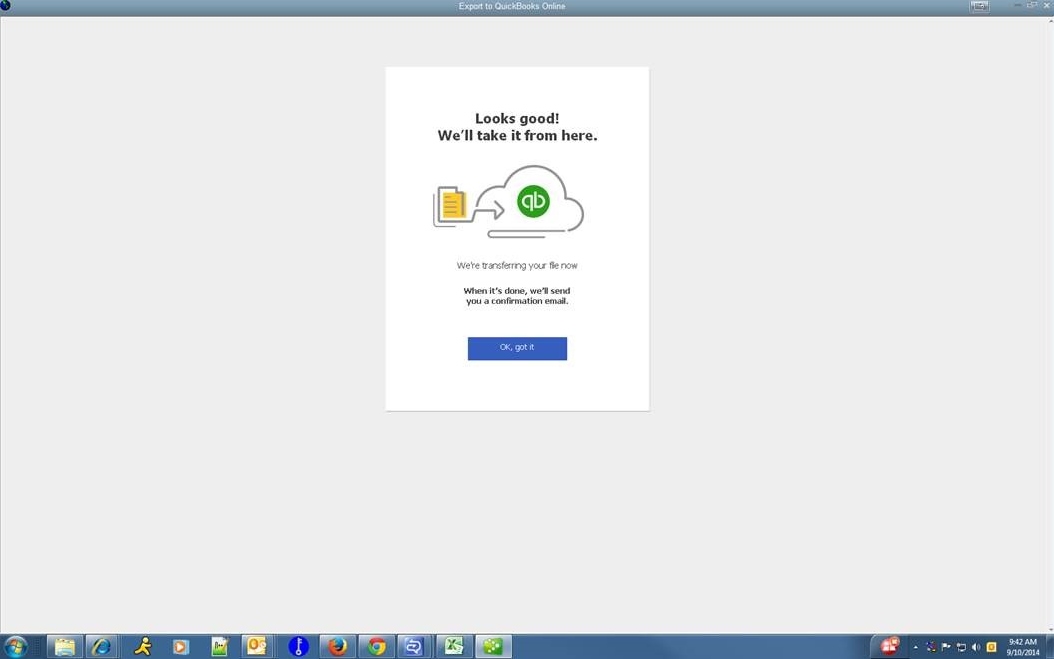 Export to QuickBooks Online
Looks good!
We'll take it from here.
qb
We're transferring your file now
When it's done, we'll send
you a confirmation email.
OK, got it
9:42 AM
9/10/2014